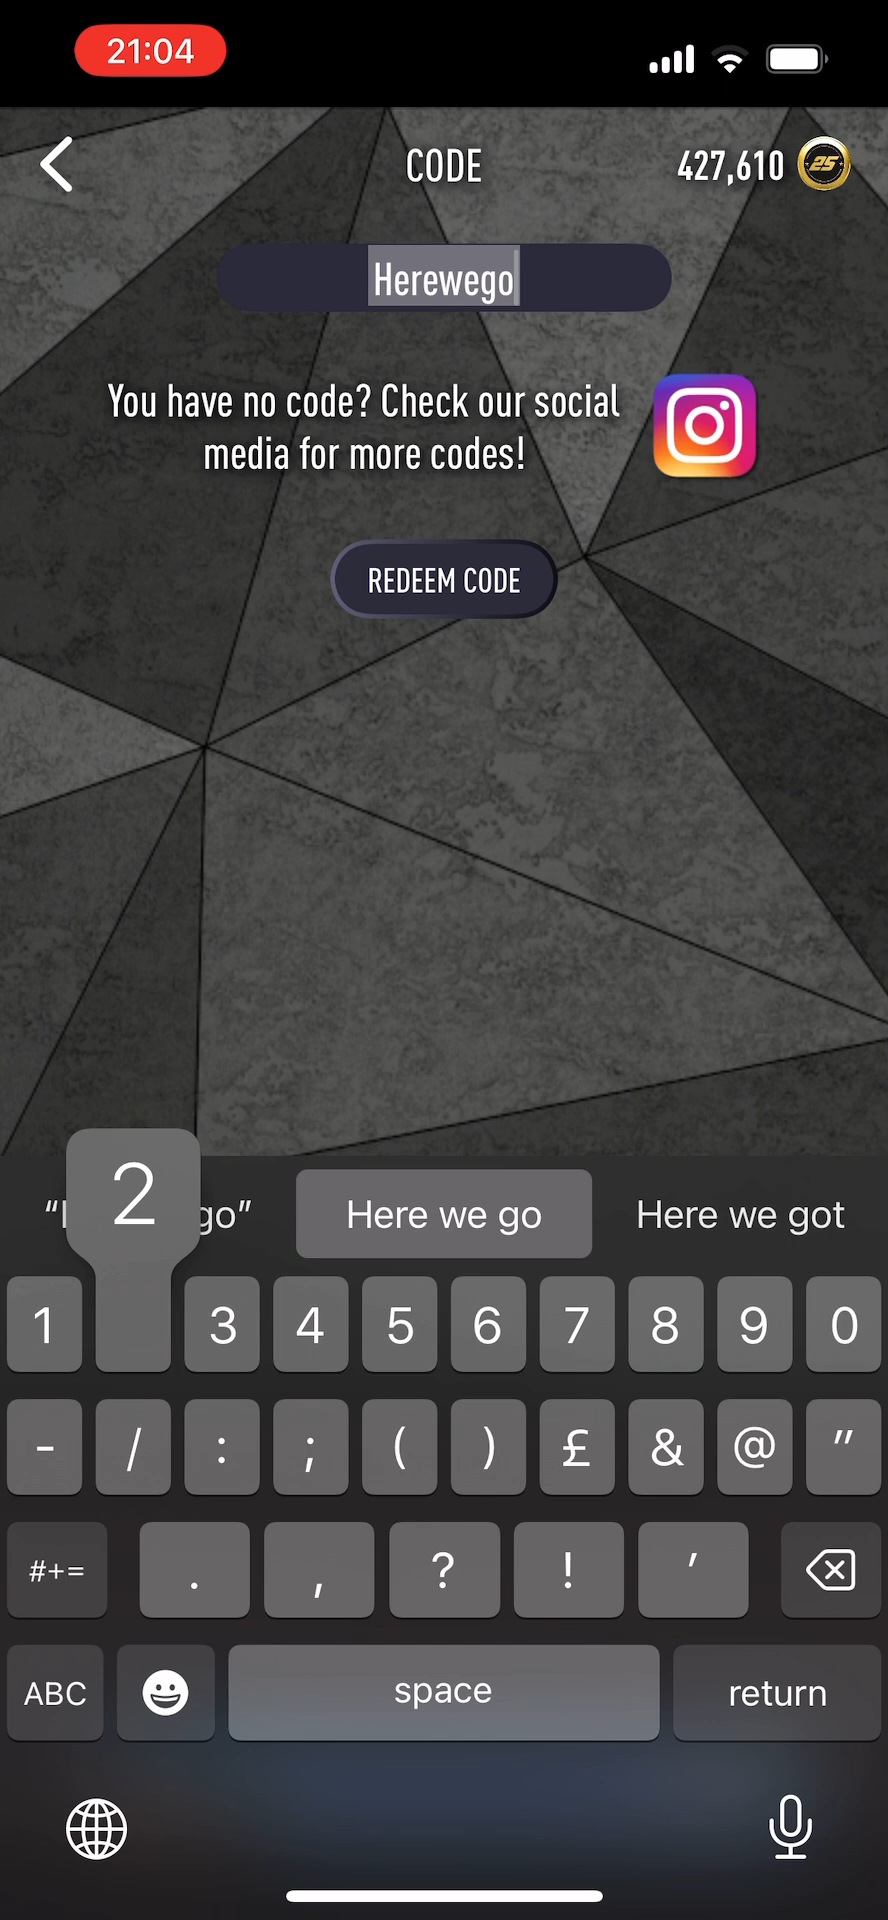 21:04
CODE
427,610
25
Herewego
You have no code? Check our social
media for more codes!
REDEEM CODE
2
go”
Here we go
Here we got
1
3
4
5
6
7
8
9
0
-
/
:
;
(
)
£
&
@
"
#+=
.
,
?
!
'
ABC
space
return